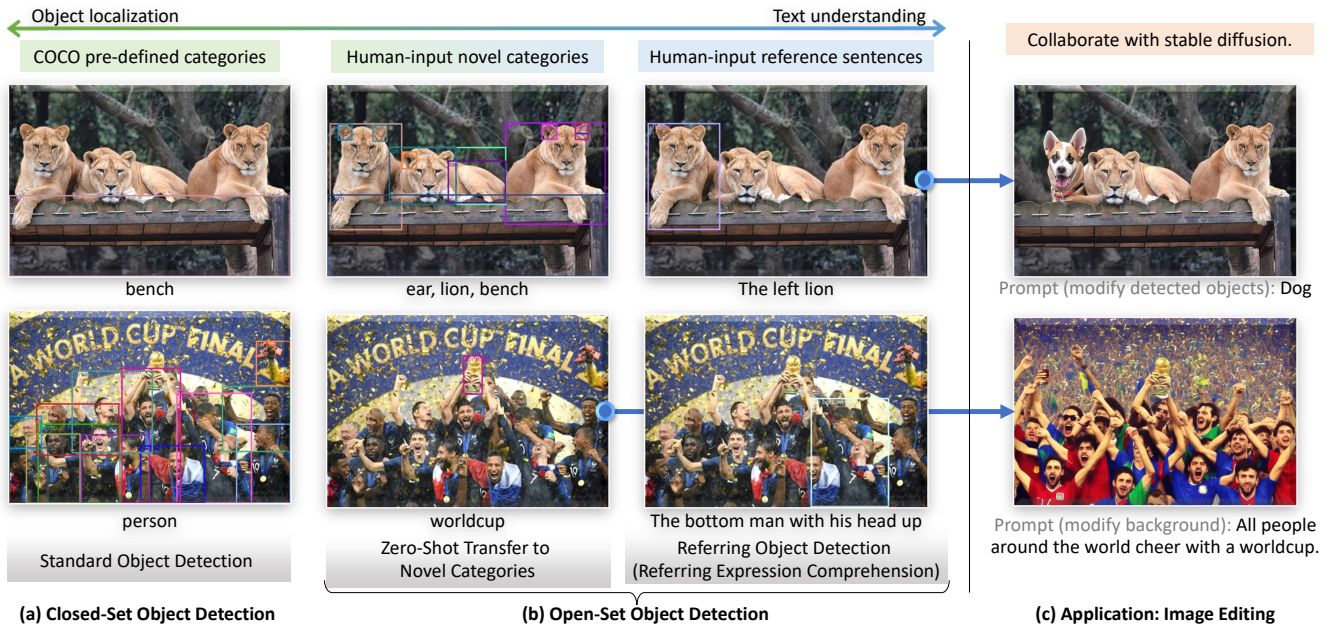 Object localization
Text understanding
COCO pre-defined categories
Human-input novel categories
Human-input reference sentences
Collaborate with stable diffusion.
bench
ear, lion, bench
The left lion
Prompt (modify detected objects): Dog
A WORLD CUP FINAL
A WORLD CUP FINAL
A WORLD CUP FINAL
person
worldcup
The bottom man with his head up
Prompt (modify background): All people
around the world cheer with a worldcup.
Standard Object Detection
Zero-Shot Transfer to
Novel Categories
Referring Object Detection
(Referring Expression Comprehension)
(a) Closed-Set Object Detection
(b) Open-Set Object Detection
(c) Application: Image Editing